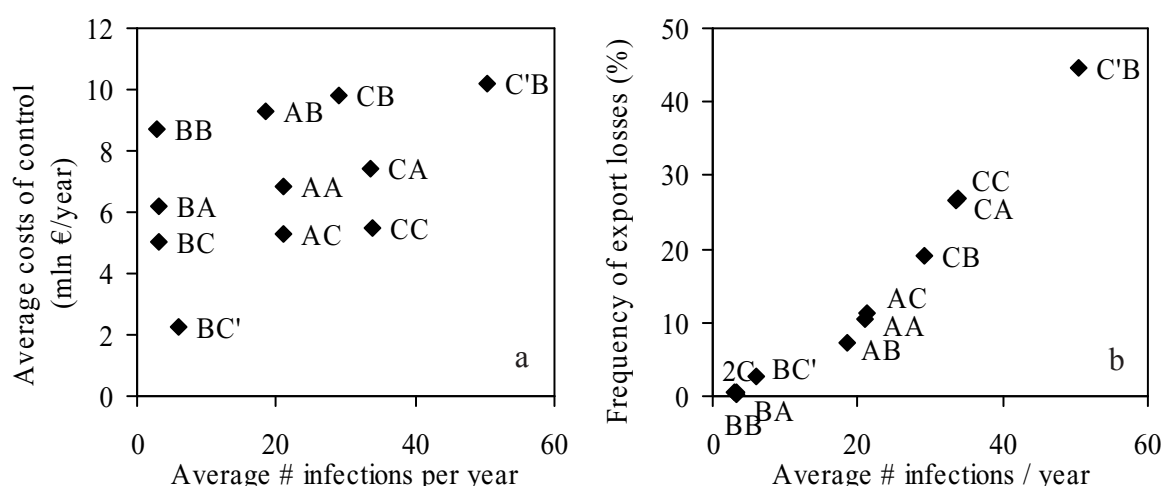 Average costs of control
(mln €/year)
12
10
8
6
4
2
0
0
20
40
60
Average # infections per year
BB
BA
BC
BC'
AB
AA
AC
CB
CA
CC
C'B
a
Frequency of export losses (%)
50
40
30
20
10
0
0
20
40
60
Average # infections / year
C'B
CC
CA
CB
AC
AA
AB
2C
BC'
BA
BB
b